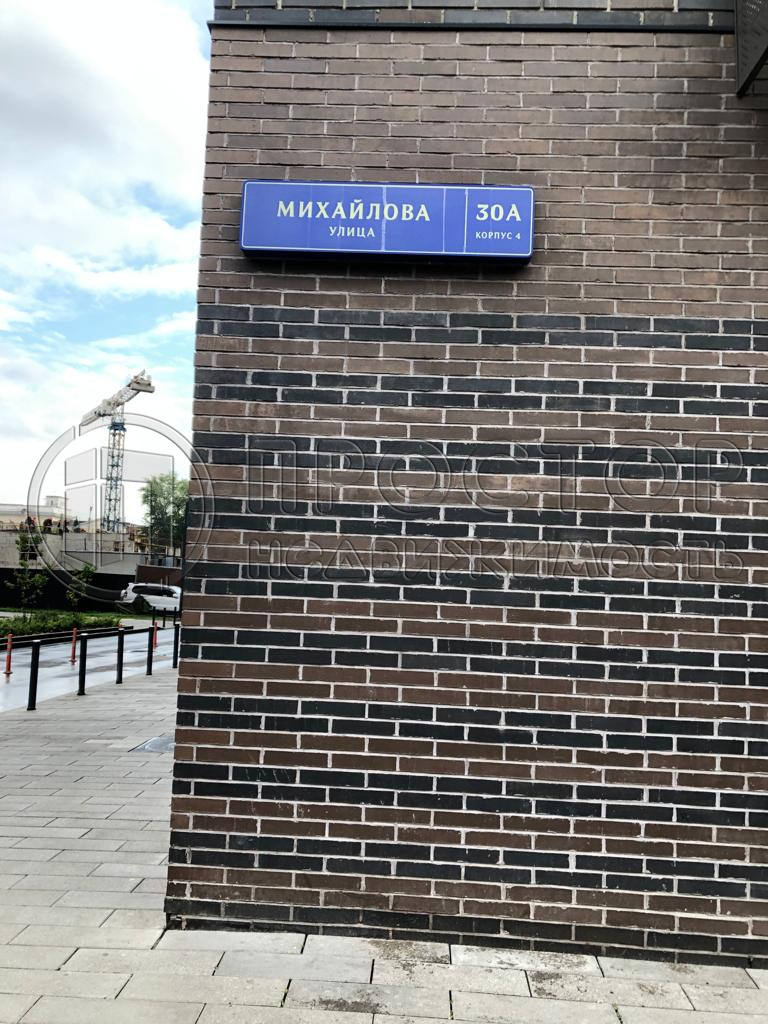 МИХАЙЛОВА
УЛИЦА
30А
КОРПУС 4
ПРОСТОР
НЕДВИЖИМОСТЬ